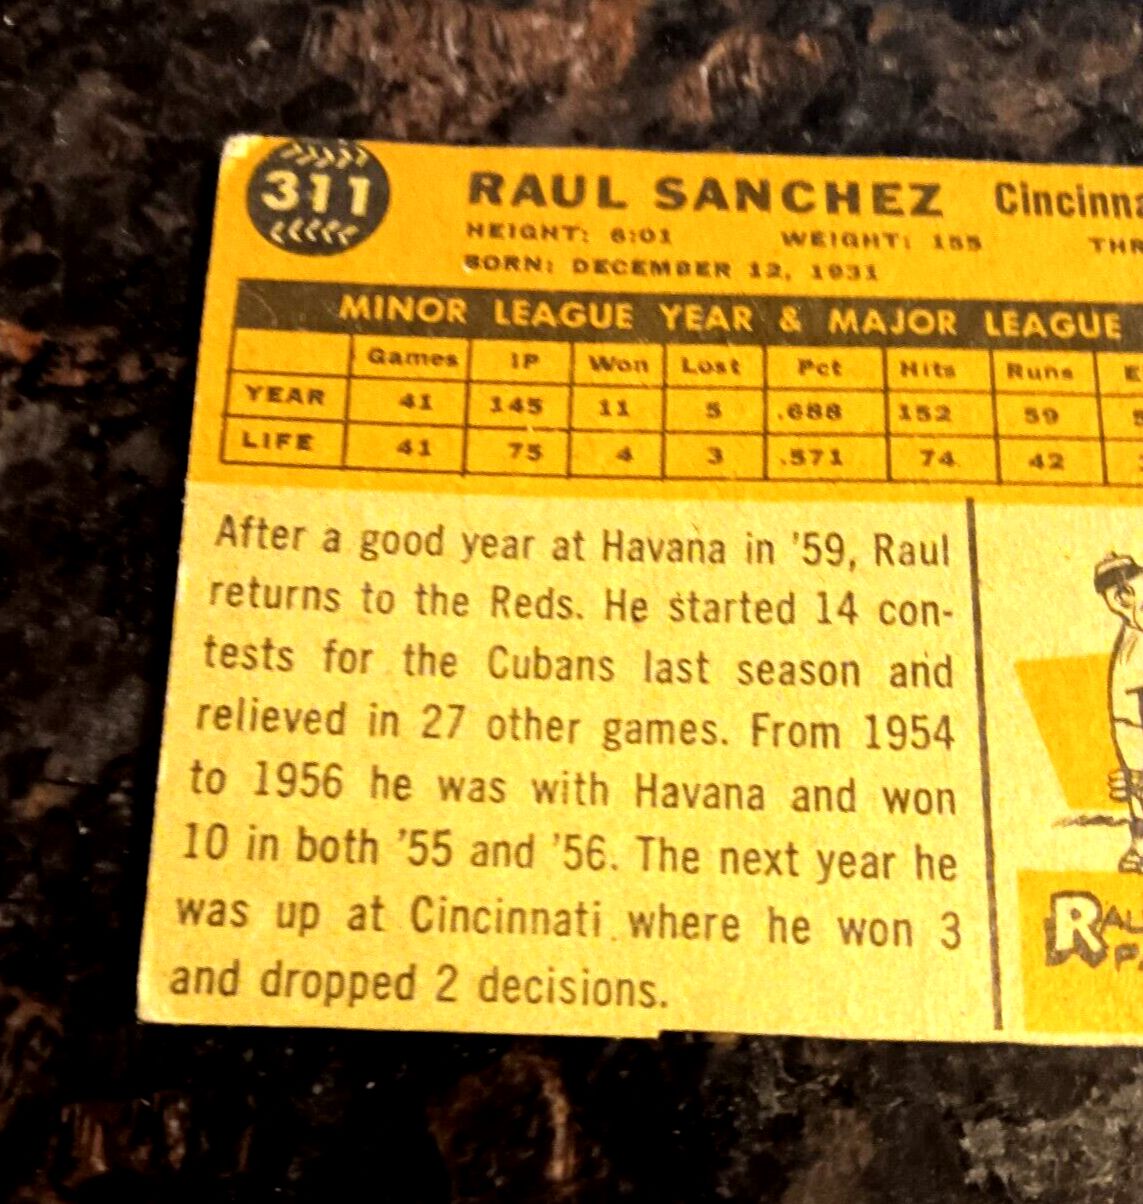 311
RAUL SANCHEZ Cincinna
HEIGHT: 6:01 WEIGHT: 185 THR
BORN: DECEMBER 12, 1931
MINOR LEAGUE YEAR & MAJOR LEAGUE
Games IP Won Lost Pct Hits Runs E
YEAR 41 145 11 5 .688 152 59
LIFE 41 75 4 3 .571 74 42
After a good year at Havana in '59, Raul
returns to the Reds. He started 14 con-
tests for the Cubans last season and
relieved in 27 other games. From 1954
to 1956 he was with Havana and won
10 in both '55 and '56. The next year he
was up at Cincinnati where he won 3
and dropped 2 decisions.
RAU